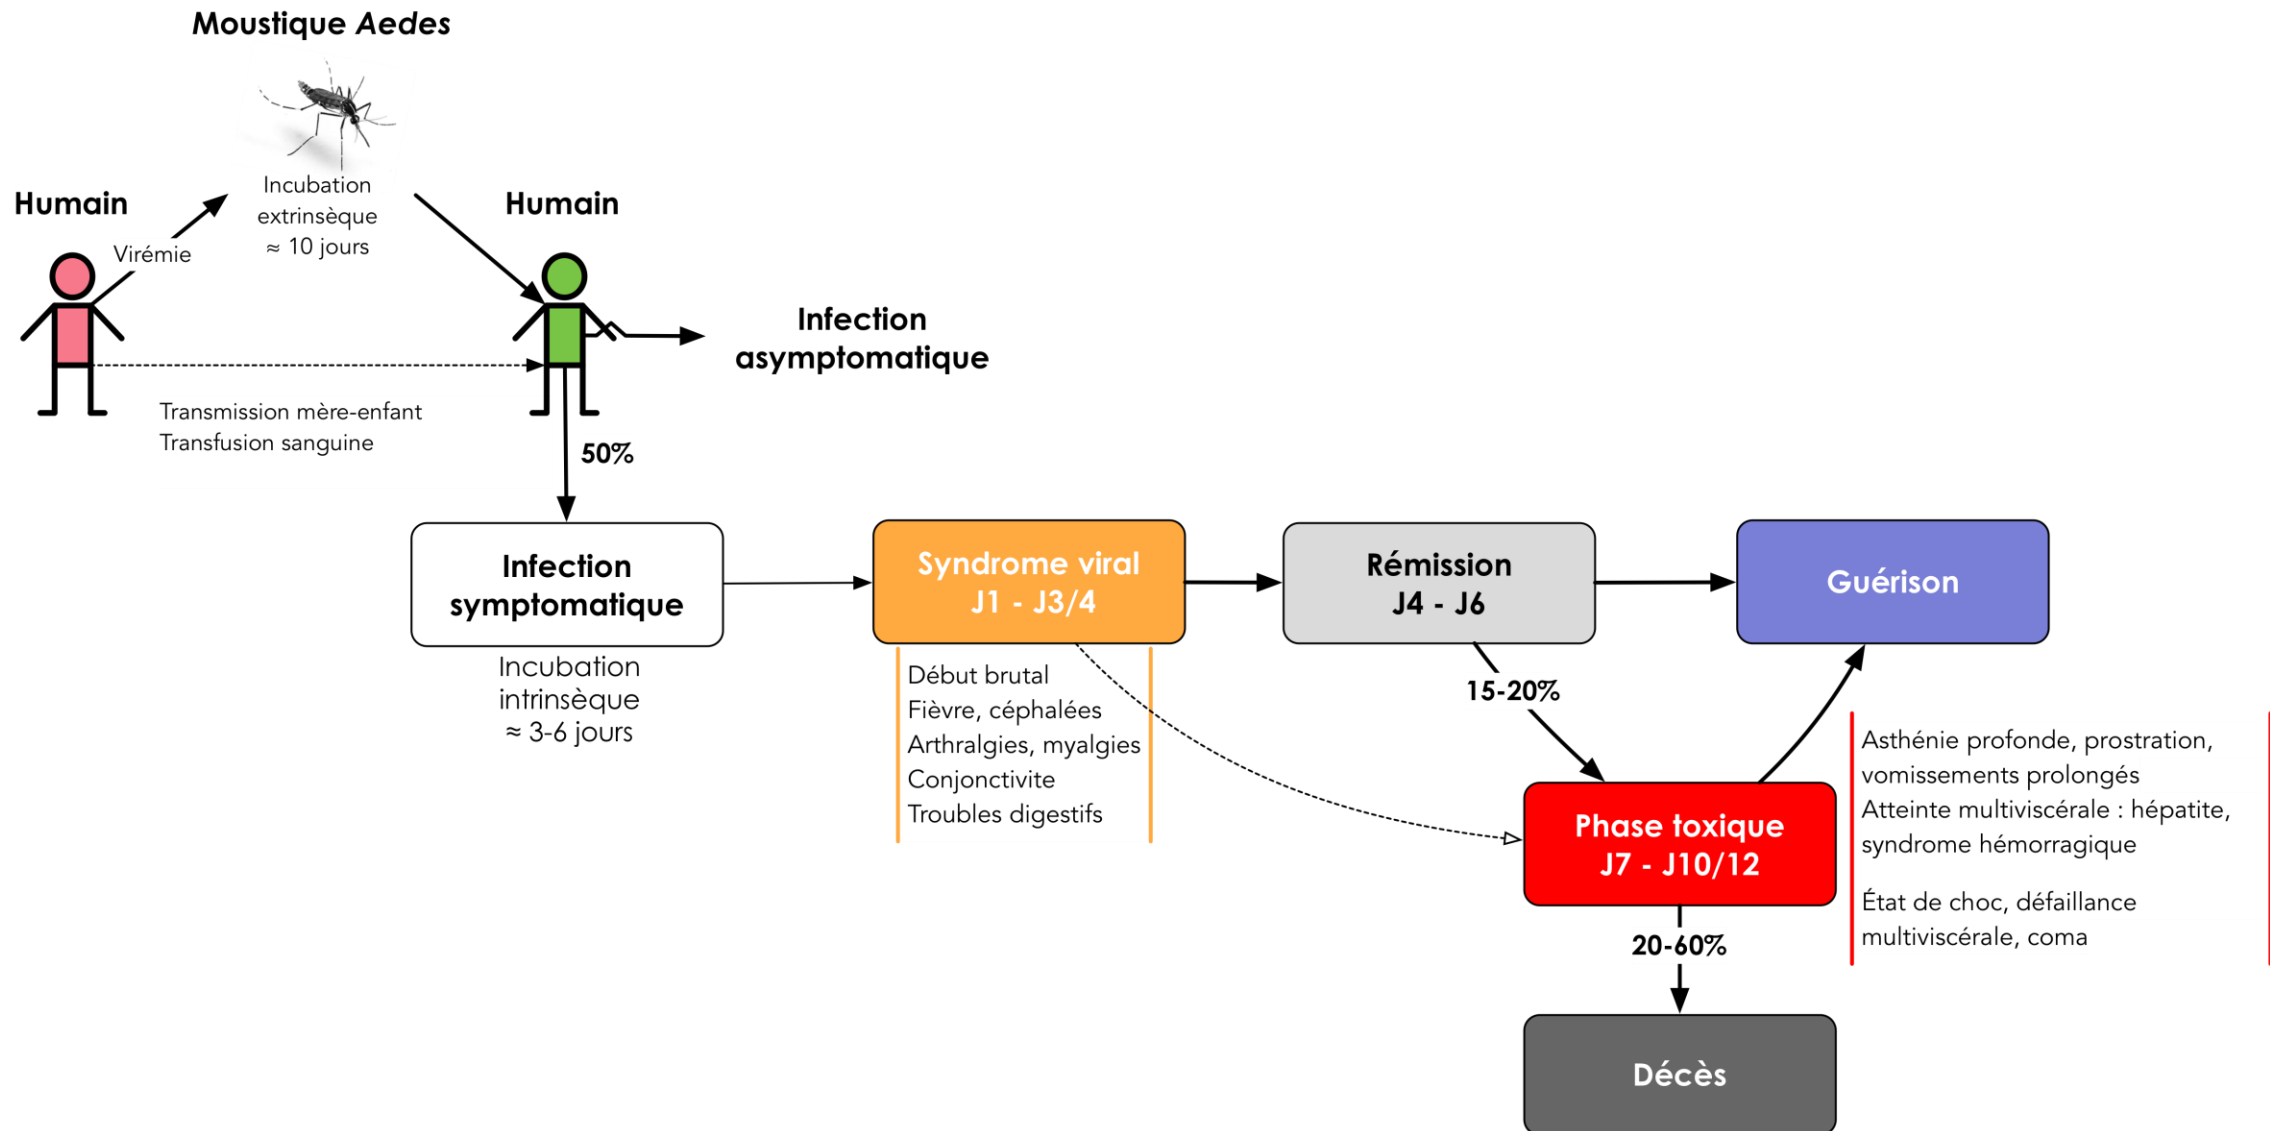 Moustique Aedes
Incubation
extrinsèque
≈ 10 jours
Humain
Humain
Virémie
Infection
asymptomatique
Transmission mère-enfant
Transfusion sanguine
50%
Infection
symptomatique
Incubation
intrinsèque
≈ 3-6 jours
Syndrome viral
J1 - J3/4
Début brutal
Fièvre, céphalées
Arthralgies, myalgies
Conjonctivite
Troubles digestifs
Rémission
J4 - J6
Guérison
15-20%
Phase toxique
J7 - J10/12
Asthénie profonde, prostration,
vomissements prolongés
Atteinte multiviscérale : hépatite,
syndrome hémorragique
État de choc, défaillance
multiviscérale, coma
20-60%
Décès